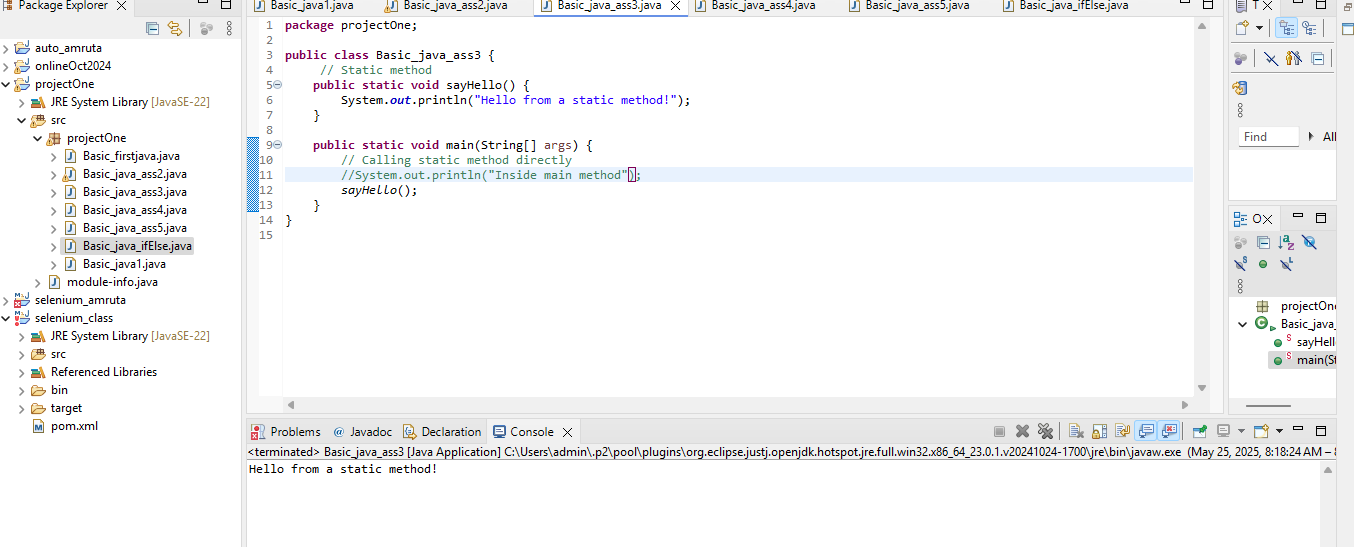 Package Explorer
Basic_java1.java
Basic_java_ass2.java
Basic_java_ass3.java
Basic_java_ass4.java
Basic_java_ass5.java
Basic_java_ifElse.java
auto_amruta
onlineOct2024
projectOne
JRE System Library [JavaSE-22]
src
projectOne
Basic_firstjava.java
Basic_java_ass2.java
Basic_java_ass3.java
Basic_java_ass4.java
Basic_java_ass5.java
Basic_java_ifElse.java
Basic_java1.java
module-info.java
selenium_amruta
selenium_class
JRE System Library [JavaSE-22]
src
Referenced Libraries
bin
target
pom.xml
1 package projectOne;
2
3 public class Basic_java_ass3 {
4 // Static method
5 public static void sayHello() {
6 System.out.println("Hello from a static method!");
7 }
8
9 public static void main(String[] args) {
10 // Calling static method directly
11 //System.out.println("Inside main method");
12 sayHello();
13 }
14 }
15
T
Find
All
O
projectOne
Basic_java_
sayHell
main(St
Problems
Javadoc
Declaration
Console
<terminated> Basic_java_ass3 [Java Application] C:\Users\admin\.p2\pool\plugins\org.eclipse.justj.openjdk.hotspot.jre.full.win32.x86_64_23.0.1.v20241024-1700\jre\bin\javaw.exe (May 25, 2025, 8:18:24 AM – 8
Hello from a static method!